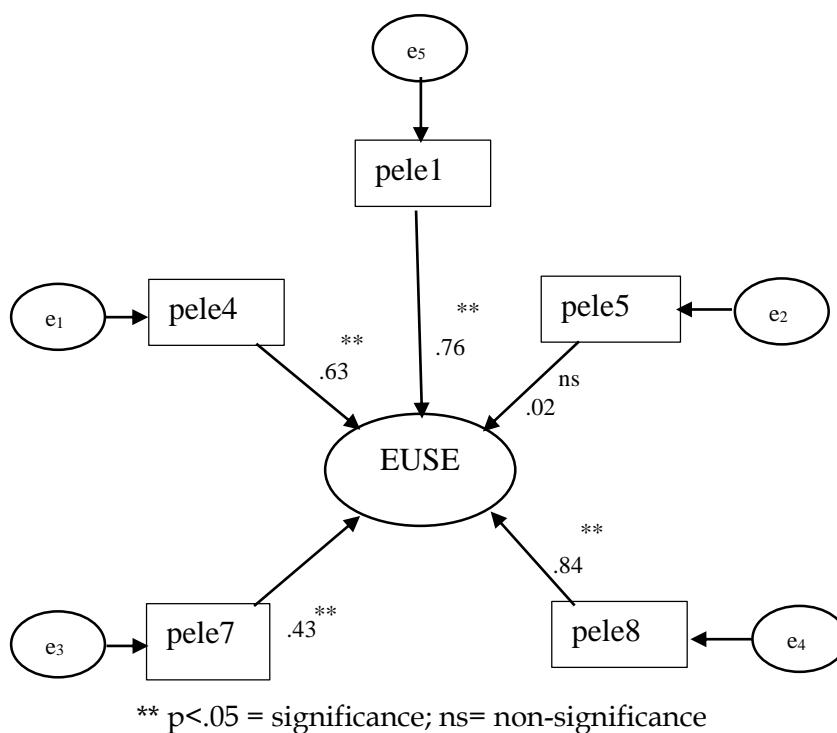 e5
pele1
pele4
pele5
e1
e2
**
.63
**
.76
ns
.02
EUSE
**
.84
.43**
pele7
pele8
e3
e4
** p<.05 = significance; ns= non-significance